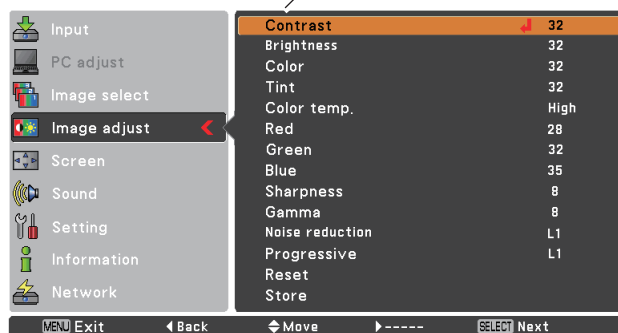 Input
PC adjust
Image select
Image adjust
Screen
Sound
Setting
Information
Network
Contrast 32
Brightness 32
Color 32
Tint 32
Color temp. High
Red 28
Green 32
Blue 35
Sharpness 8
Gamma 8
Noise reduction L1
Progressive L1
Reset
Store
MENU Exit Back Move ----- SELECT Next